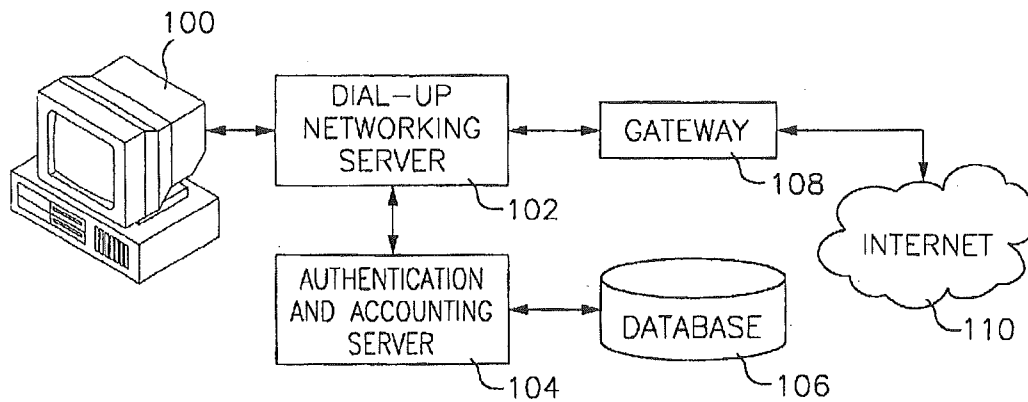 100
DIAL-UP
NETWORKING
SERVER
102
GATEWAY
108
INTERNET
110
AUTHENTICATION
AND ACCOUNTING
SERVER
104
DATABASE
106